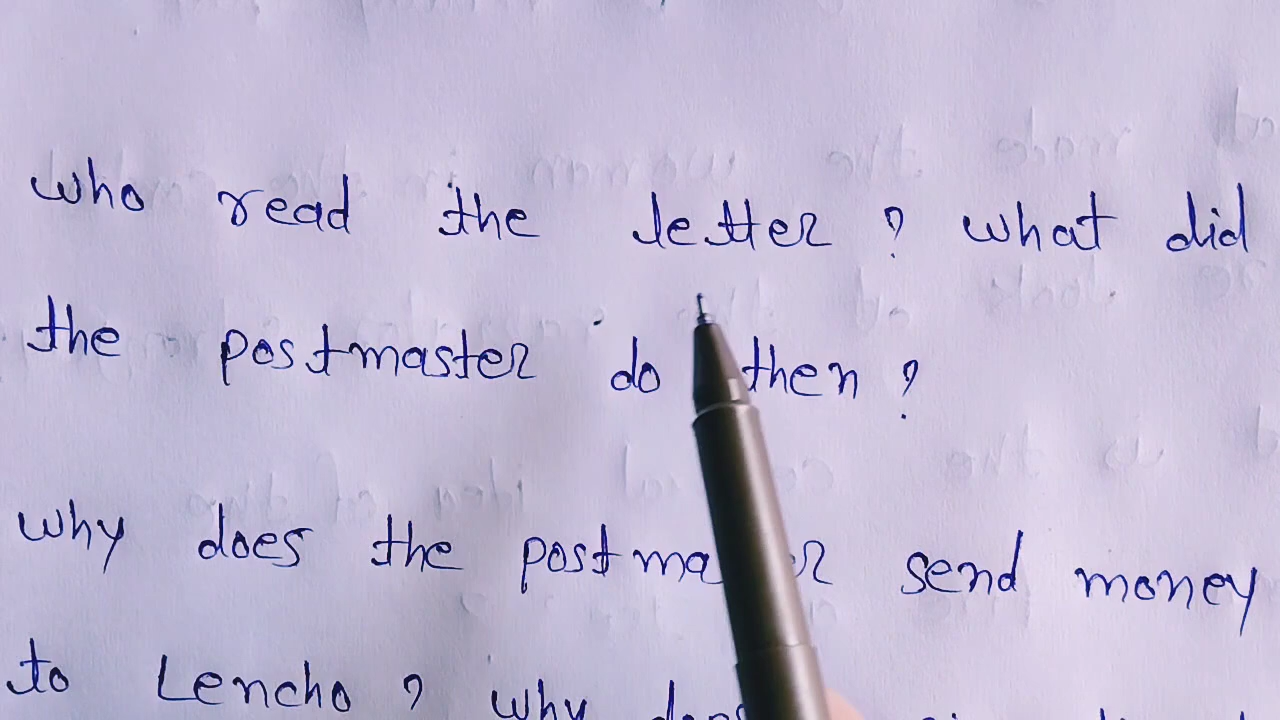 who read the letter ? what did
the postmaster do then ?
why does the send money
to Lencho ? why